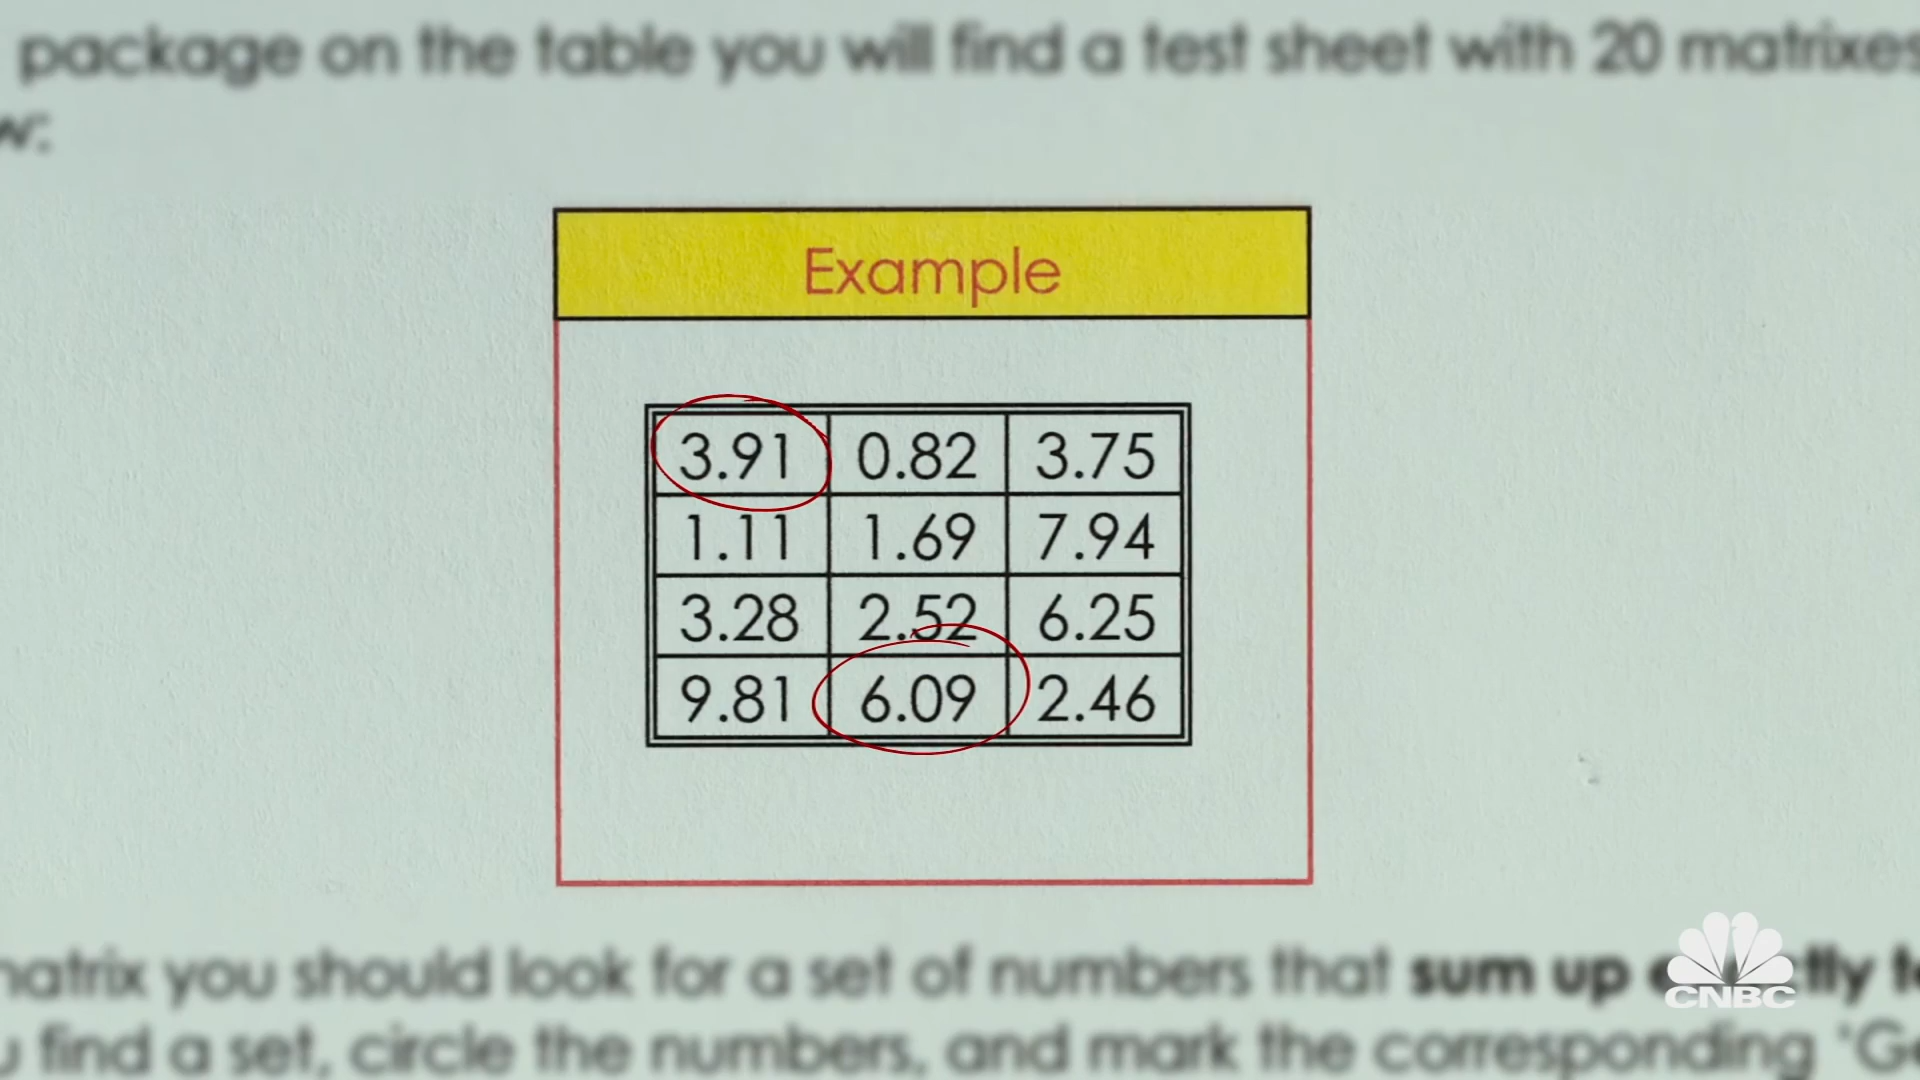 package on the table you will find a test sheet with 20 matrixes
Example
3.91 0.82 3.75
1.11 1.69 7.94
3.28 2.52 6.25
9.81 6.09 2.46
you should look for a set of numbers that sum up
find a set, circle the numbers, and mark the corresponding
CNBC